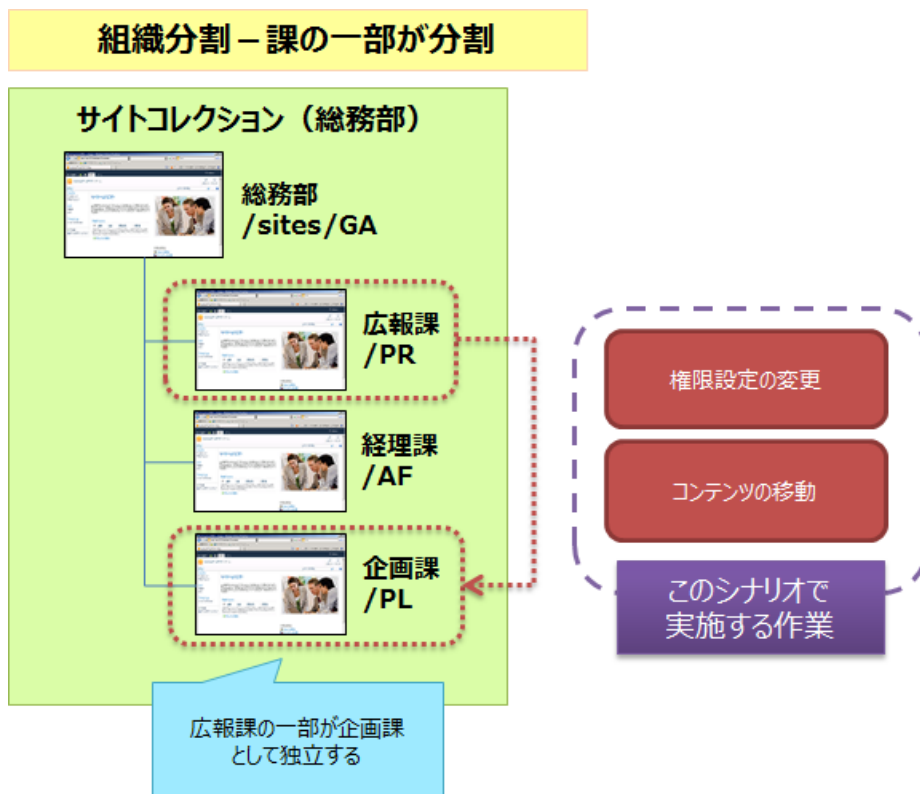 組織分割 – 課の一部が分割
サイトコレクション（総務部）
総務部
/sites/GA
広報課
/PR
経理課
/AF
企画課
/PL
広報課の一部が企画課
として独立する
権限設定の変更
コンテンツの移動
このシナリオで
実施する作業